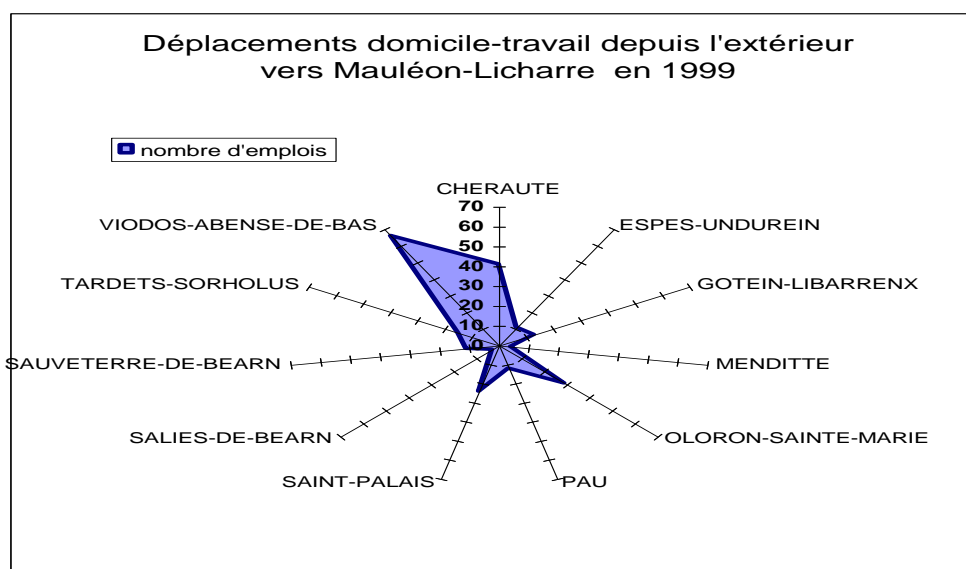 Déplacements domicile-travail depuis l'extérieur
vers Mauléon-Licharre en 1999
nombre d'emplois
CHERAUTE
70
60
50
40
30
20
10
0
VIODOS-ABENSE-DE-BAS
ESPES-UNDUREIN
TARDETS-SORHOLUS
GOTEIN-LIBARRENX
SAUVETERRE-DE-BEARN
MENDITTE
SALIES-DE-BEARN
OLORON-SAINTE-MARIE
SAINT-PALAIS
PAU